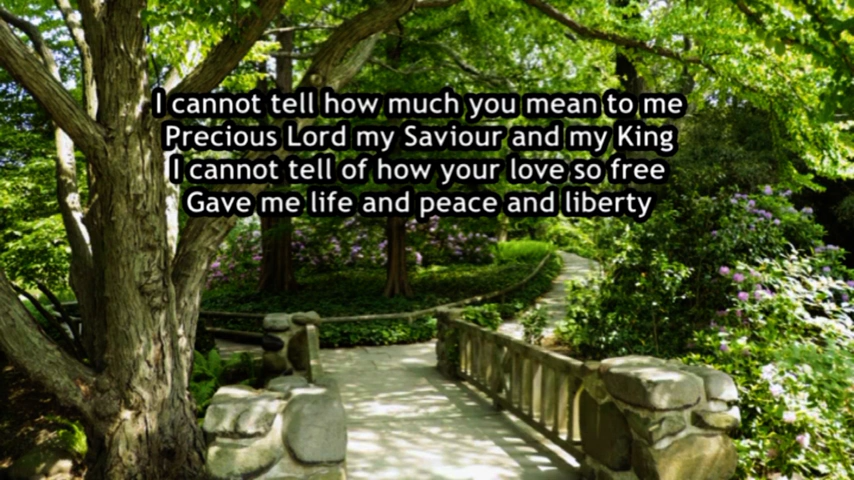 I cannot tell how much you mean to me
Precious Lord my Saviour and my King
I cannot tell of how your love so free
Gave me life and peace and liberty